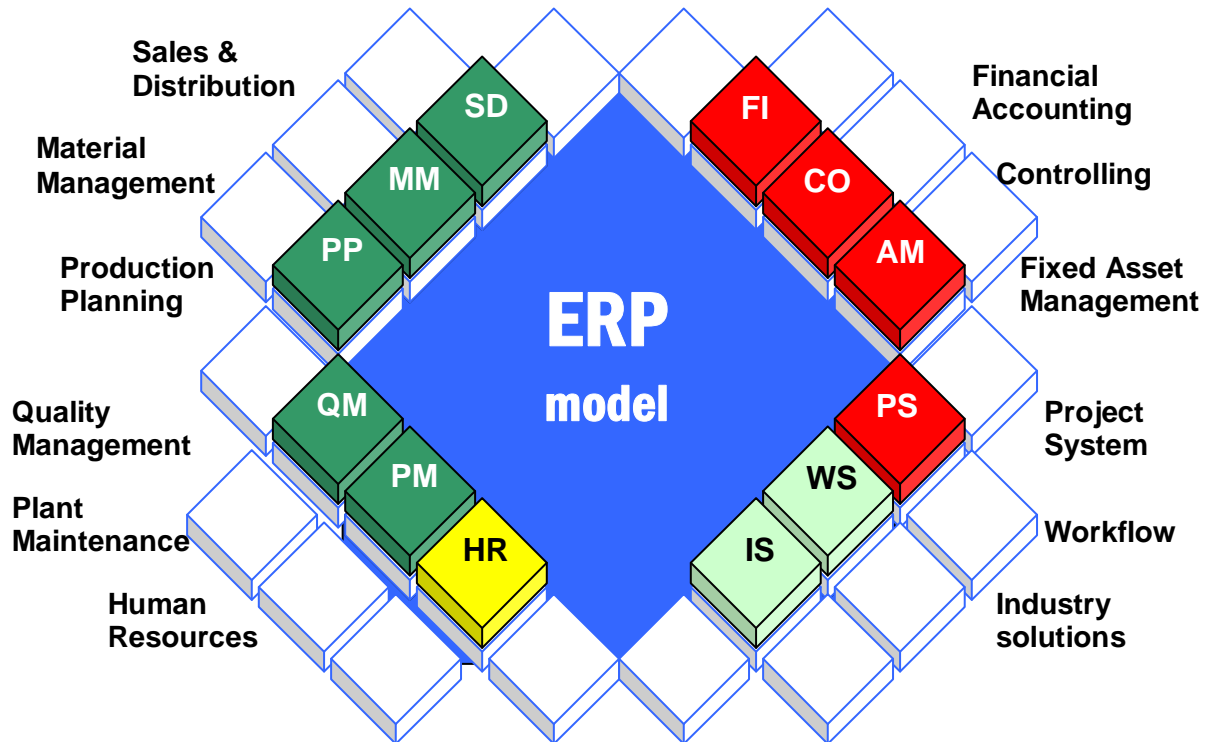 Sales &
Distribution
SD
FI
Financial
Accounting
Material
Management
MM
CO
Controlling
PP
AM
Production
Planning
Fixed Asset
Management
ERP
model
Quality
Management
QM
PS
Project
System
PM
WS
Plant
Maintenance
Workflow
HR
IS
Human
Resources
Industry
solutions